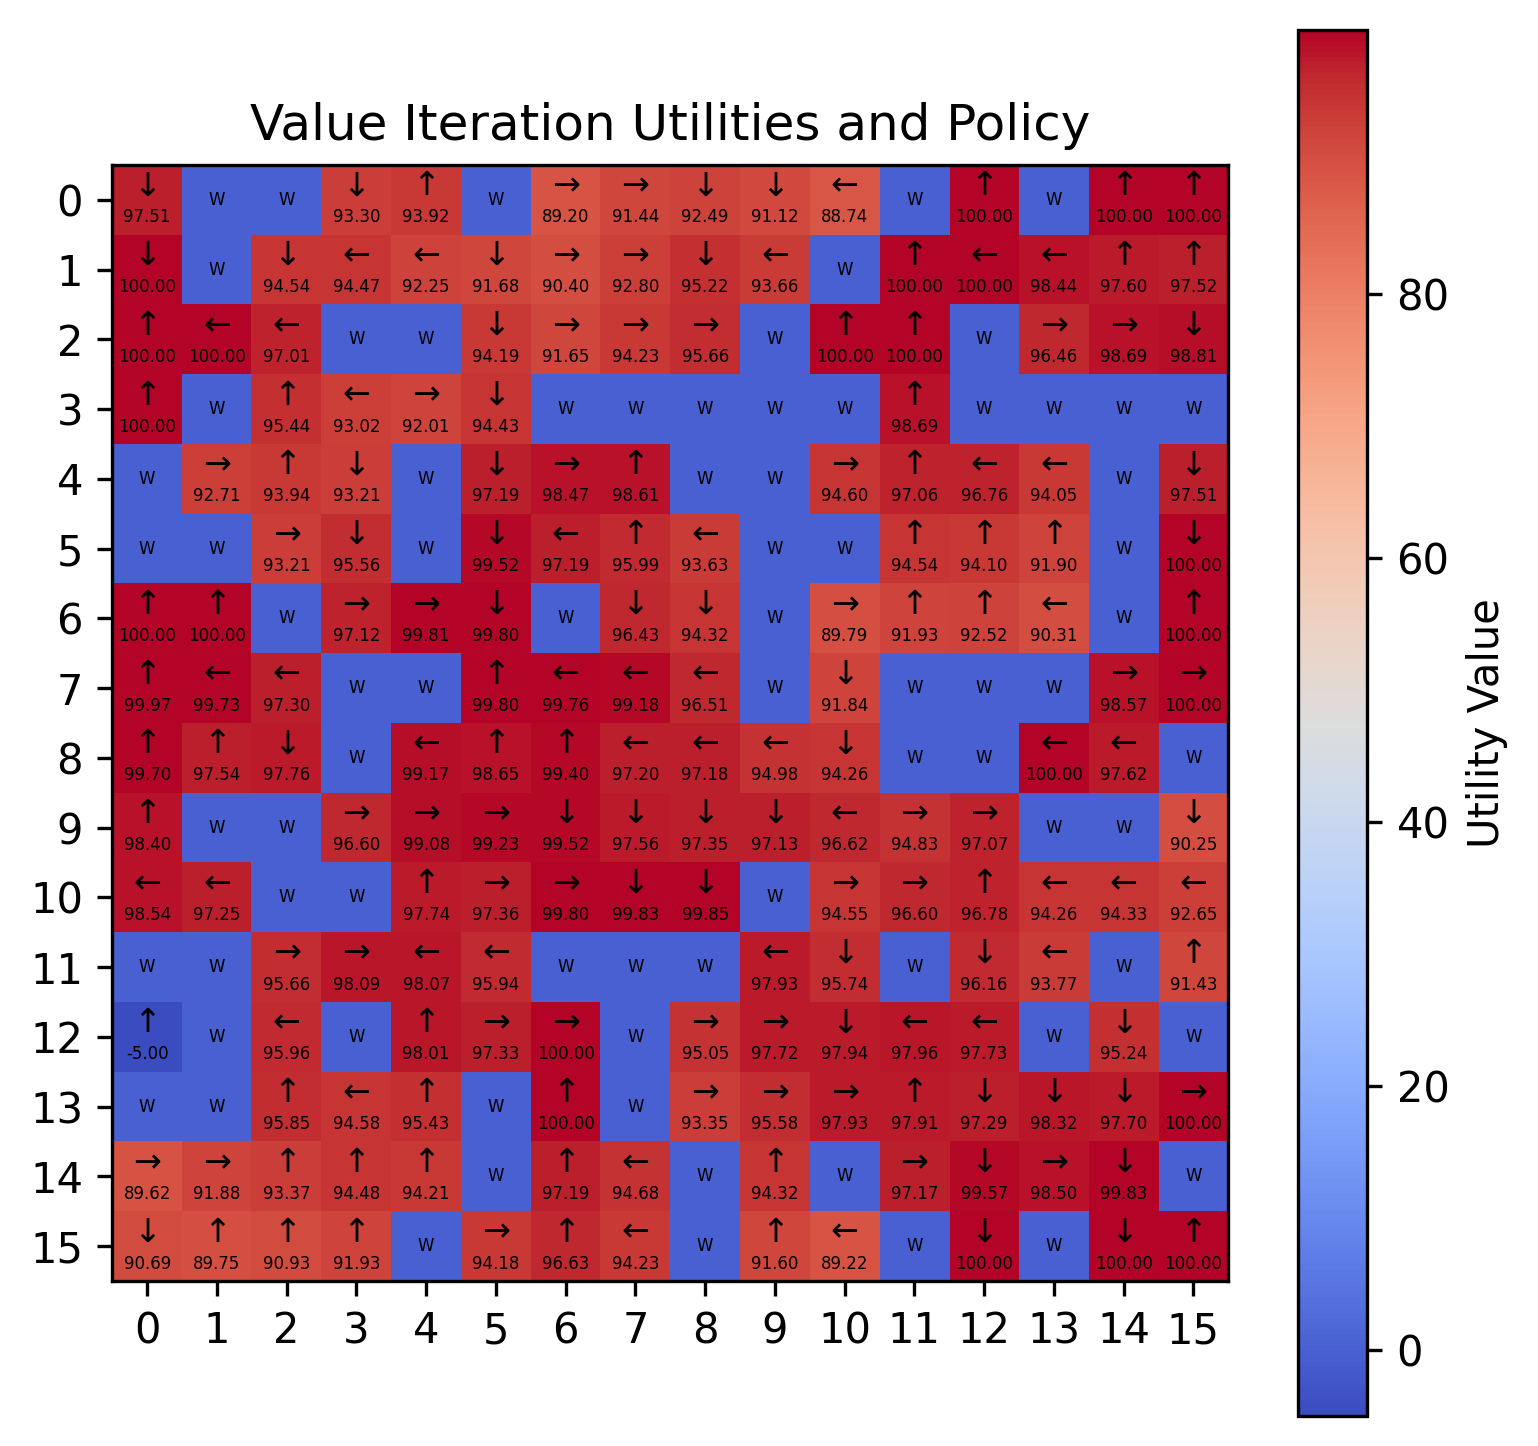 Value Iteration Utilities and Policy
0 ↓ W W ↓ ↑ W → → ↓ ↓ ← W ↑ W ↑ ↑
97.51 93.30 93.92 89.20 91.44 92.49 91.12 88.74 100.00 100.00 100.00
1 ↓ W ↓ ← ← ↓ → → ↓ ← W ↑ ← ← ↑ ↑
100.00 94.54 94.47 92.25 91.68 90.40 92.80 95.22 93.66 100.00 100.00 98.44 97.60 97.52
2 ↑ ← ← W W ↓ → → → W ↑ ↑ W → → ↓
100.00 100.00 97.01 94.19 91.65 94.23 95.66 100.00 100.00 96.46 98.69 98.81
3 ↑ W ↑ ← → ↓ W W W W W ↑ W W W W
100.00 95.44 93.02 92.01 94.43 98.69
4 W → ↑ ↓ W ↓ → ↑ W W → ↑ ← ← W ↓
92.71 93.94 93.21 97.19 98.47 98.61 94.60 97.06 96.76 94.05 97.51
5 W W → ↓ W ↓ ← ↑ ← W W ↑ ↑ ↑ W ↓
93.21 95.56 99.52 97.19 95.99 93.63 94.54 94.10 91.90 100.00
6 ↑ ↑ W → → ↓ W ↓ ↓ W → ↑ ↑ ← W ↑
100.00 100.00 97.12 99.81 99.80 96.43 94.32 89.79 91.93 92.52 90.31 100.00
7 ↑ ← ← W W ↑ ← ← ← W ↓ W W W → →
99.97 99.73 97.30 99.80 99.76 99.18 96.51 91.84 98.57 100.00
8 ↑ ↑ ↓ W ← ↑ ↑ ← ← ← ↓ W W ← ← W
99.70 97.54 97.76 99.17 98.65 99.40 97.20 97.18 94.98 94.26 100.00 97.62
9 ↑ W W → → → ↓ ↓ ↓ ↓ ← → → W W ↓
98.40 96.60 99.08 99.23 99.52 97.56 97.35 97.13 96.62 94.83 97.07 90.25
10 ← ← W W ↑ → → ↓ ↓ W → → ↑ ← ← ←
98.54 97.25 97.74 97.36 99.80 99.83 99.85 94.55 96.60 96.78 94.26 94.33 92.65
11 W W → → ← ← W W W ← ↓ W ↓ ← W ↑
95.66 98.09 98.07 95.94 97.93 95.74 96.16 93.77 91.43
12 ↑ W ← W ↑ → → W → → ↓ ← ← W ↓ W
-5.00 95.96 98.01 97.33 100.00 95.05 97.72 97.94 97.96 97.73 95.24
13 W W ↑ ← ↑ W ↑ W → → → ↑ ↓ ↓ ↓ →
95.85 94.58 95.43 100.00 93.35 95.58 97.93 97.91 97.29 98.32 97.70 100.00
14 → → ↑ ↑ ↑ W ↑ ← W ↑ W → ↓ → ↓ W
89.62 91.88 93.37 94.48 94.21 97.19 94.68 94.32 97.17 99.57 98.50 99.83
15 ↓ ↑ ↑ ↑ W → ↑ ← W ↑ ← W ↓ W ↓ ↑
90.69 89.75 90.93 91.93 94.18 96.63 94.23 91.60 89.22 100.00 100.00 100.00
0 1 2 3 4 5 6 7 8 9 10 11 12 13 14 15
80
60
40
20
0
Utility Value